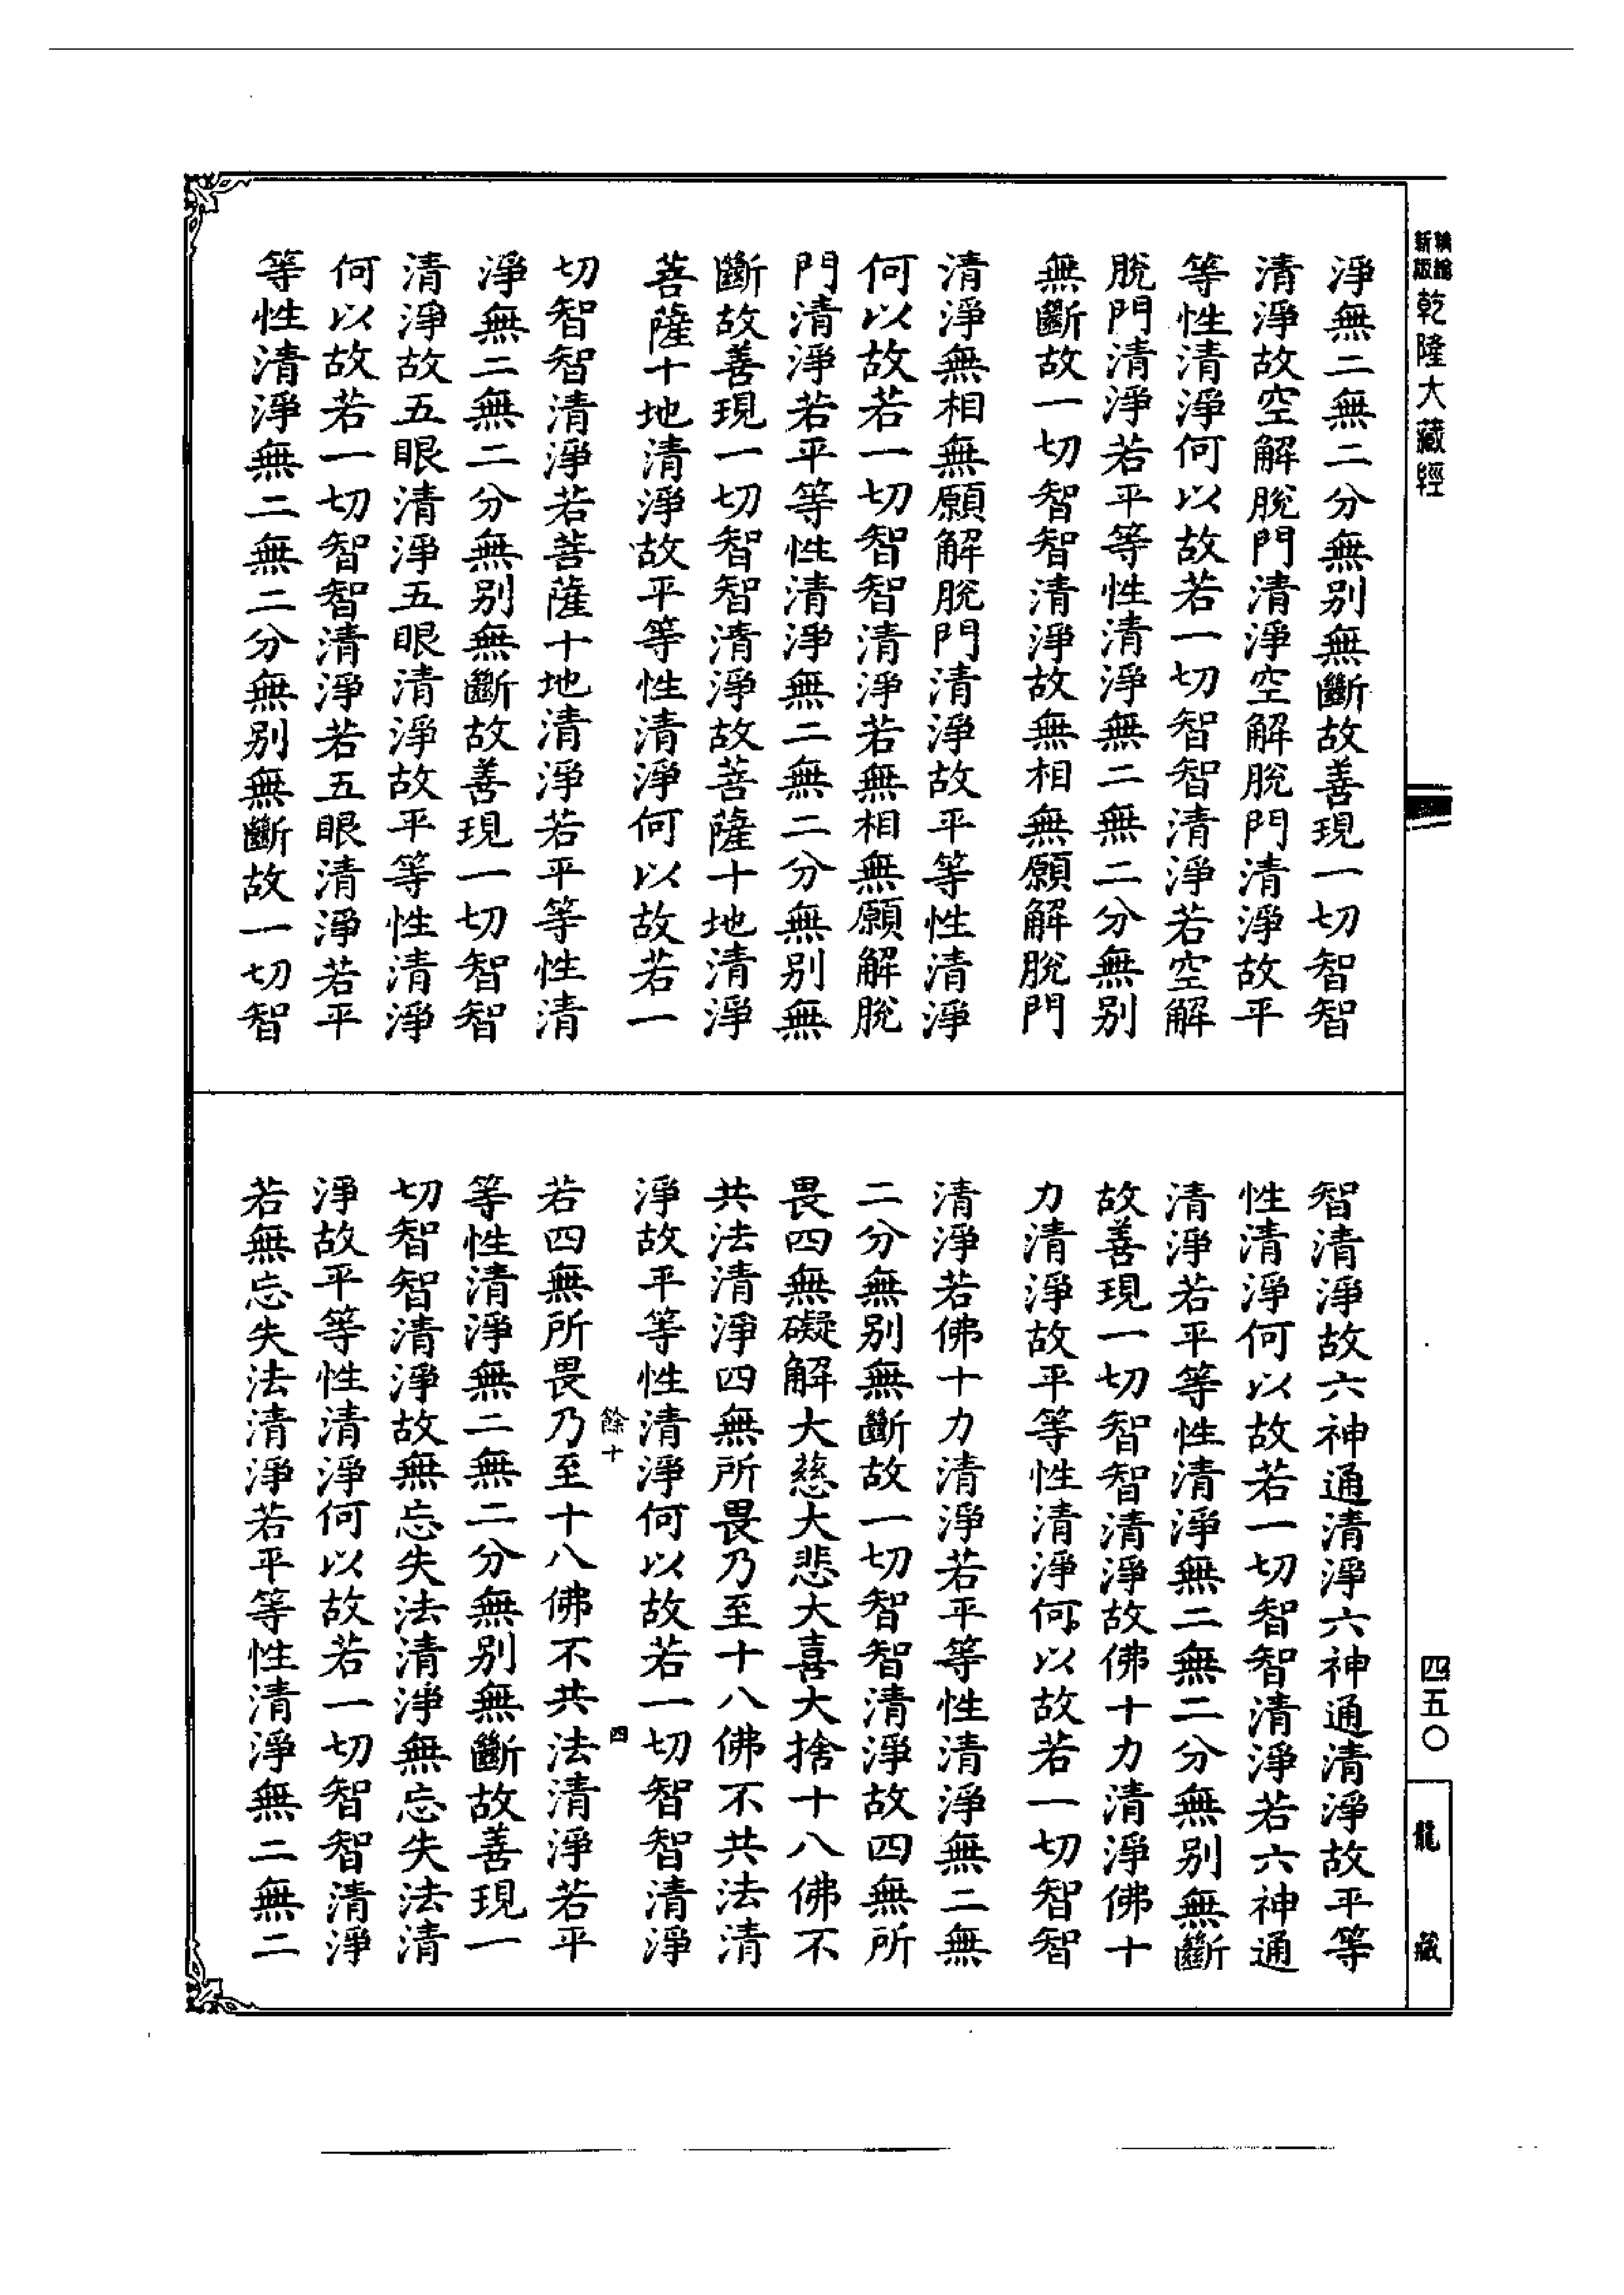 精編
新版
乾隆大藏經
四五〇
龍藏
淨無二無二分無別無斷故善現一切智智
清淨故空解脫門清淨空解脫門清淨故平
等性清淨何以故若一切智智清淨若空解
脫門清淨若平等性清淨無二無二分無別
無斷故一切智智清淨故無相無願解脫門
清淨無相無願解脫門清淨故平等性清淨
何以故若一切智智清淨若無相無願解脫
門清淨若平等性清淨無二無二分無別無
斷故善現一切智智清淨故菩薩十地清淨
菩薩十地清淨故平等性清淨何以故若一
切智智清淨若菩薩十地清淨若平等性清
淨無二無二分無別無斷故善現一切智智
清淨故五眼清淨五眼清淨故平等性清淨
何以故若一切智智清淨若五眼清淨若平
等性清淨無二無二分無別無斷故一切智
智清淨故六神通清淨六神通清淨故平等
性清淨何以故若一切智智清淨若六神通
清淨若平等性清淨無二無二分無別無斷
故善現一切智智清淨故佛十力清淨佛十
力清淨故平等性清淨何以故若一切智智
清淨若佛十力清淨若平等性清淨無二無
二分無別無斷故一切智智清淨故四無所
畏四無礙解大慈大悲大喜大捨十八佛不
共法清淨四無所畏乃至十八佛不共法清
淨故平等性清淨何以故若一切智智清淨
餘十 四
若四無所畏乃至十八佛不共法清淨若平
等性清淨無二無二分無別無斷故善現一
切智智清淨故無忘失法清淨無忘失法清
淨故平等性清淨何以故若一切智智清淨
若無忘失法清淨若平等性清淨無二無二